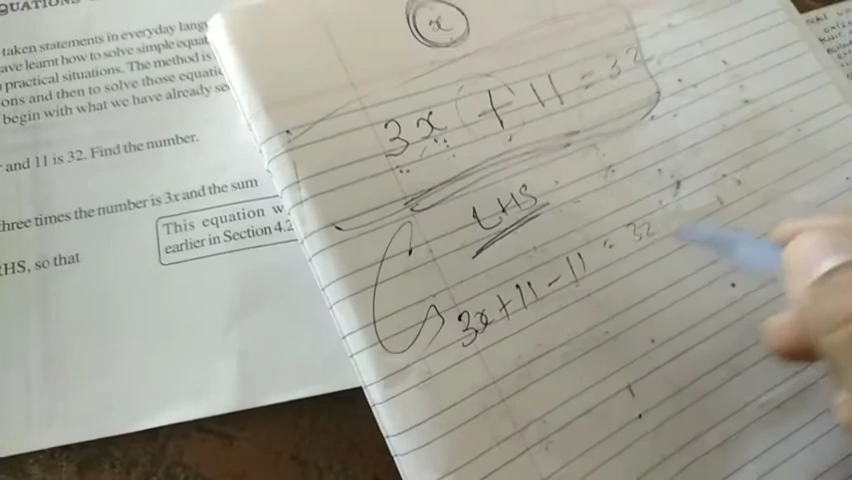 QUATION
taken statements in everyday lang
ave learnt how to solve simple equat
practical situations. The method is
ons and then to solve those equatio
begin with what we have already se
and 11 is 32. Find the number.
three times the number is 3x and the sum
This equation w
earlier in Section 4.2
HS, so that
x
3x + 11 = 32
LHS
3x + 11 - 11 = 32